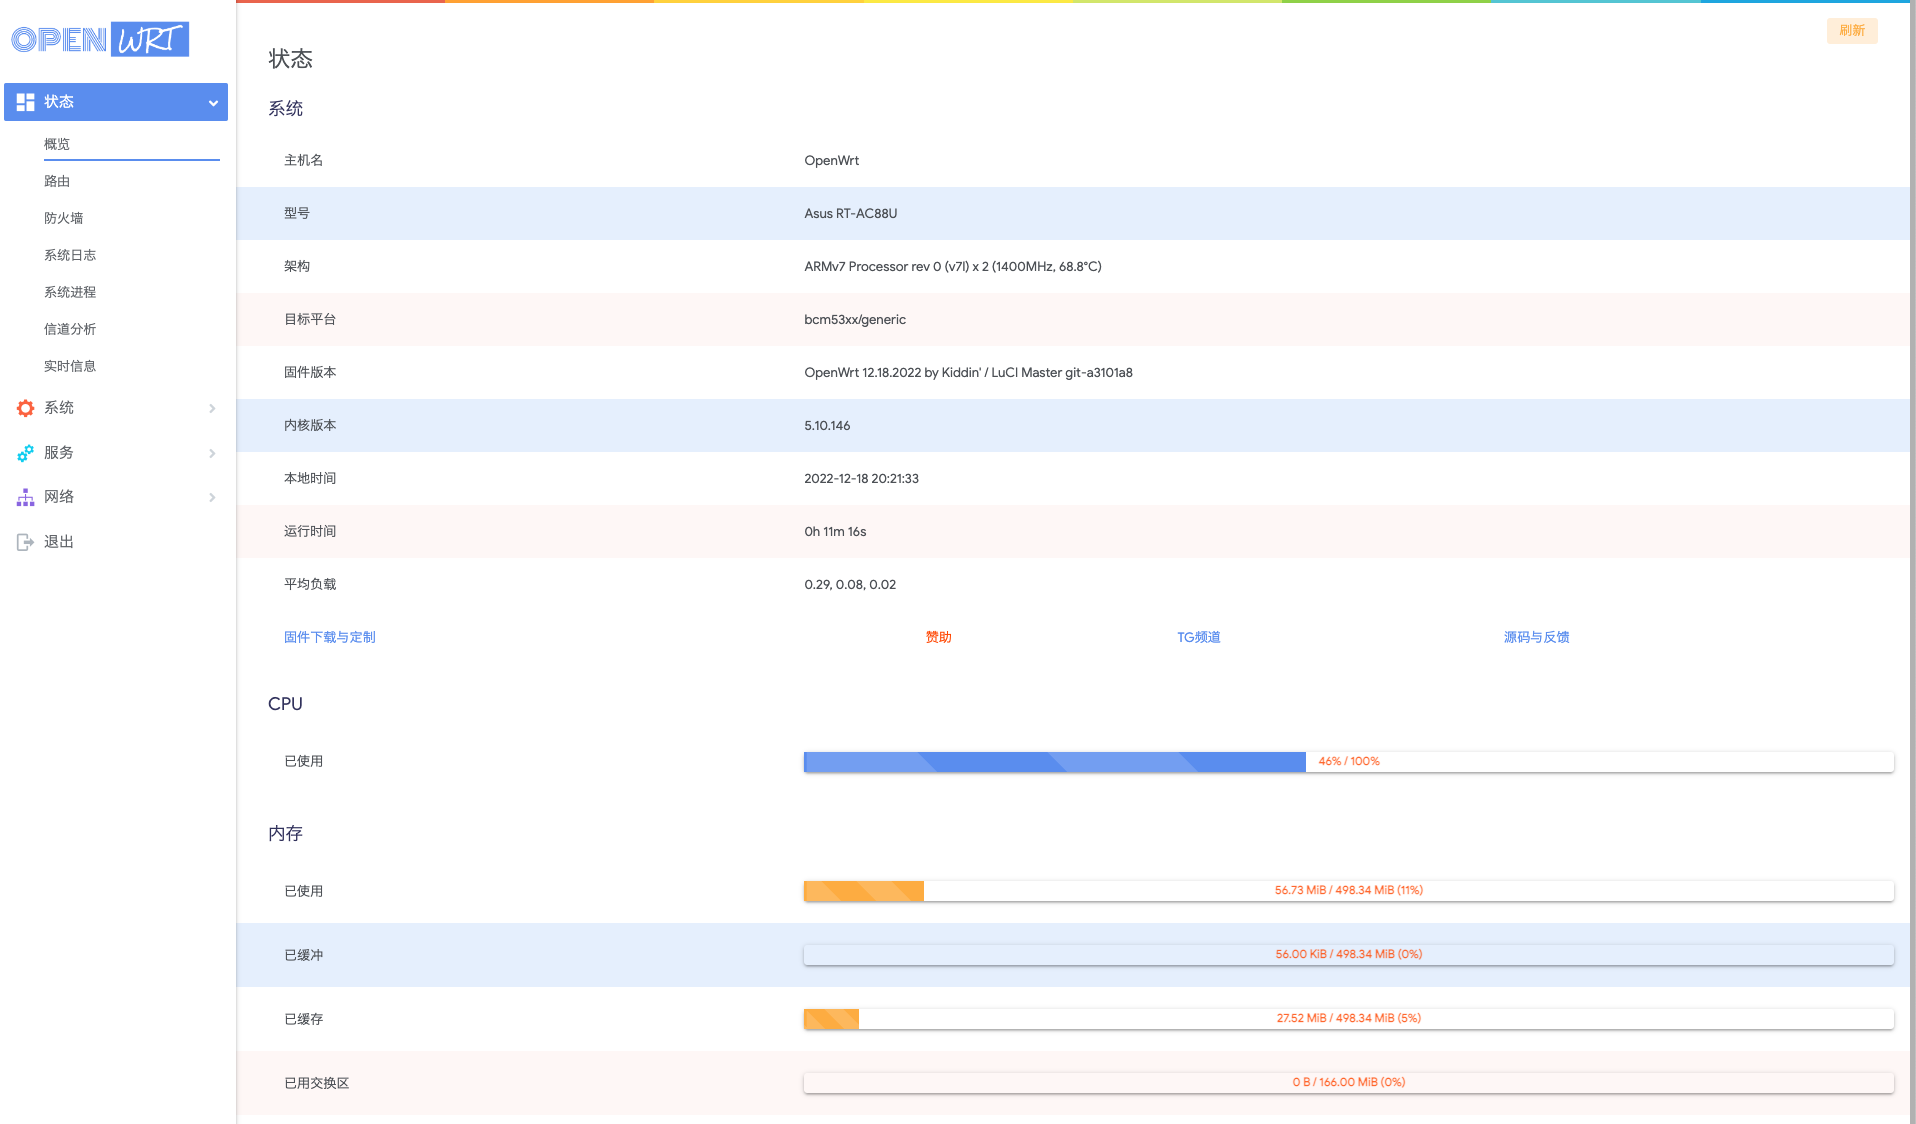 OPENWRT
状态
概览
路由
防火墙
系统日志
系统进程
信道分析
实时信息
系统
服务
网络
退出
刷新
状态
系统
主机名 OpenWrt
型号 Asus RT-AC88U
架构 ARMv7 Processor rev 0 (v7l) x 2 (1400MHz, 68.8°C)
目标平台 bcm53xx/generic
固件版本 OpenWrt 12.18.2022 by Kiddin' / LuCI Master git-a3101a8
内核版本 5.10.146
本地时间 2022-12-18 20:21:33
运行时间 0h 11m 16s
平均负载 0.29, 0.08, 0.02
固件下载与定制 赞助 TG频道 源码与反馈
CPU
已使用 46% / 100%
内存
已使用 56.73 MiB / 498.34 MiB (11%)
已缓冲 56.00 KiB / 498.34 MiB (0%)
已缓存 27.52 MiB / 498.34 MiB (5%)
已用交换区 0 B / 166.00 MiB (0%)